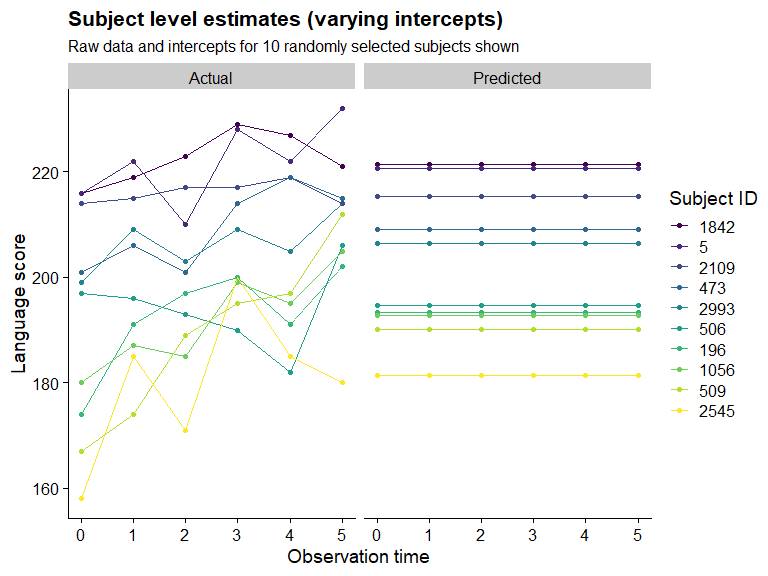 Subject level estimates (varying intercepts)
Raw data and intercepts for 10 randomly selected subjects shown
Actual
Predicted
Language score
220
200
180
160
0 1 2 3 4 5
0 1 2 3 4 5
Observation time
Subject ID
1842
5
2109
473
2993
506
196
1056
509
2545